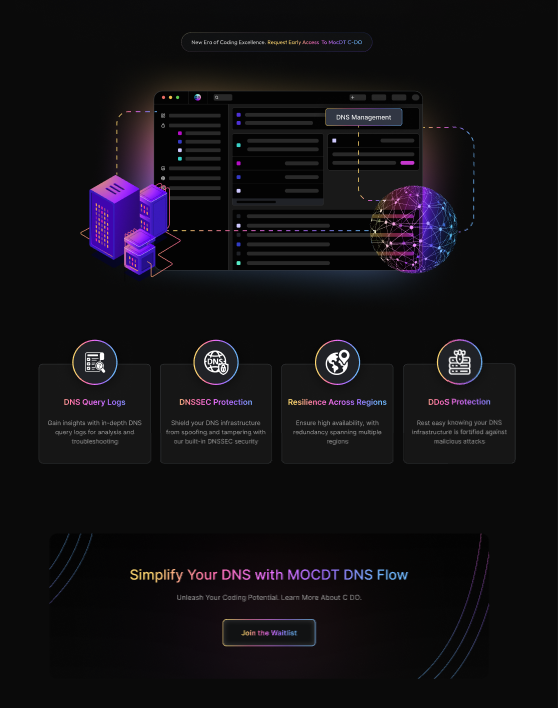 New Era of Coding Excellence. Request Early Access To MocDT C-DO
DNS Management
DNS Query Logs
Gain insights with in-depth DNS
query logs for analysis and
troubleshooting
DNS
DNSSEC Protection
Shield your DNS infrastructure
from spoofing and tampering with
our built-in DNSSEC security
Resilience Across Regions
Ensure high availability, with
redundancy spanning multiple
regions
DDoS Protection
Rest easy knowing your DNS
infrastructure is fortified against
malicious attacks
Simplify Your DNS with MOCDT DNS Flow
Unleash Your Coding Potential. Learn More About C DO.
Join the Waitlist